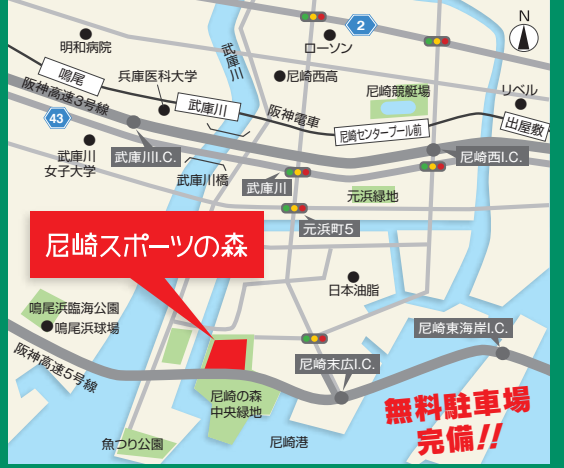 N
2
明和病院
ローソン
武庫川
鳴尾
兵庫医科大学
尼崎西高
尼崎競艇場
リベル
阪神高速3号線
武庫川
阪神電車
尼崎センタープール前
出屋敷
43
武庫川
女子大学
武庫川I.C.
武庫川橋
尼崎西I.C.
武庫川
元浜緑地
元浜町5
尼崎スポーツの森
日本油脂
鳴尾浜臨海公園
鳴尾浜球場
尼崎東海岸I.C.
阪神高速5号線
尼崎末広I.C.
尼崎の森
中央緑地
無料駐車場
完備!!
魚つり公園
尼崎港